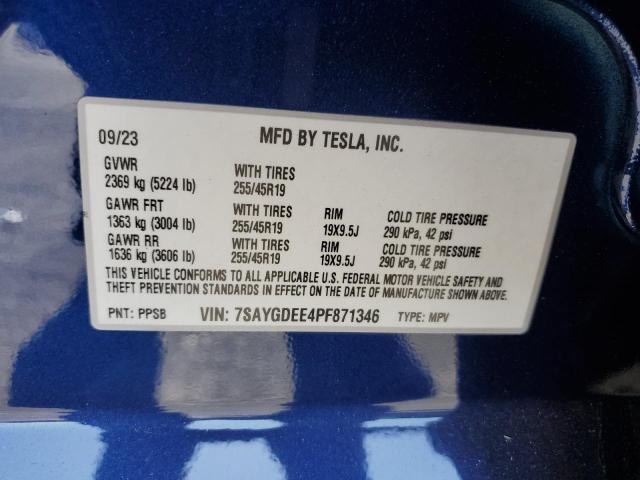 09/23 MFD BY TESLA, INC.
GVWR
2369 kg (5224 lb) WITH TIRES 255/45R19
GAWR FRT
1363 kg (3004 lb) WITH TIRES 255/45R19 RIM 19X9.5J COLD TIRE PRESSURE 290 kPa, 42 psi
GAWR RR
1636 kg (3606 lb) WITH TIRES 255/45R19 RIM 19X9.5J COLD TIRE PRESSURE 290 kPa, 42 psi
THIS VEHICLE CONFORMS TO ALL APPLICABLE U.S. FEDERAL MOTOR VEHICLE SAFETY AND
THEFT PREVENTION STANDARDS IN EFFECT ON THE DATE OF MANUFACTURE SHOWN ABOVE.
PNT: PPSB VIN: 7SAYGDEE4PF871346 TYPE: MPV